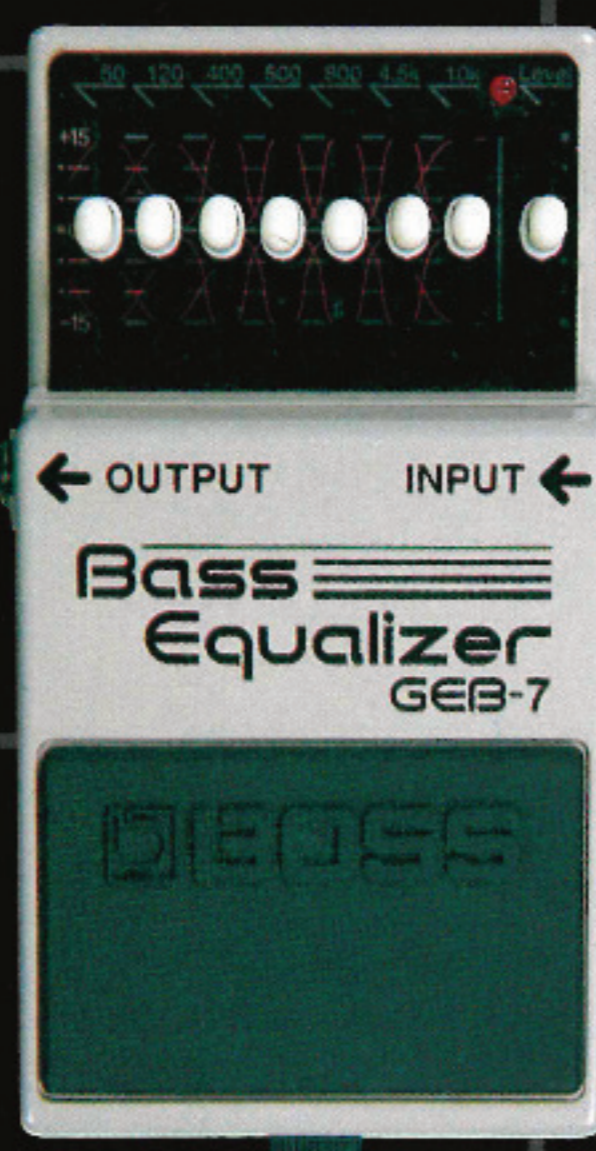 50 120 400 500 800 4.5k 10k Level
+15
-15
OUTPUT INPUT
Bass
Equalizer
GEB-7
BOSS